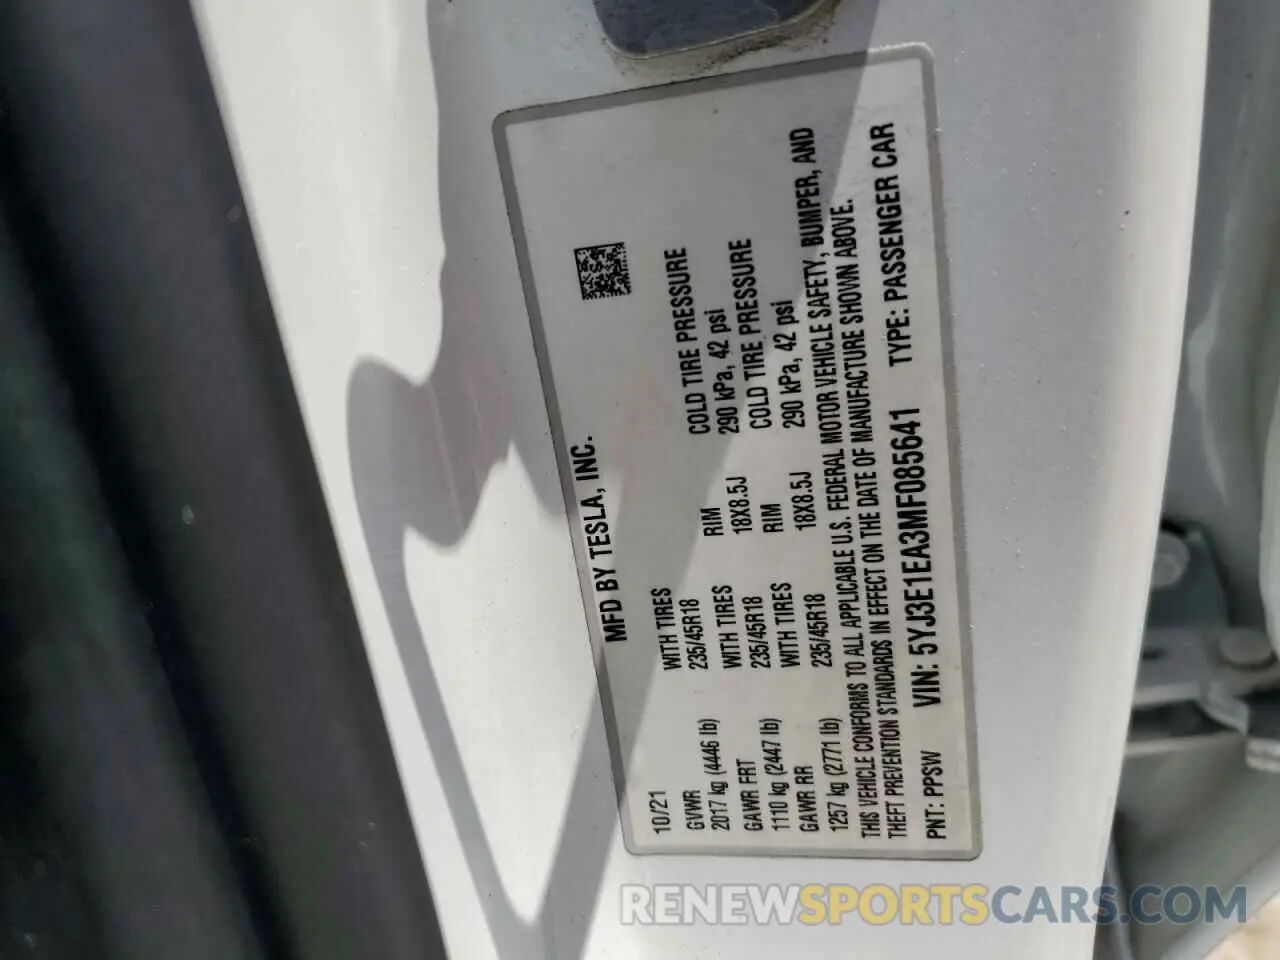 MFD BY TESLA, INC.
10/21
GVWR WITH TIRES RIM COLD TIRE PRESSURE
2017 kg (4446 lb) 235/45R18 18X8.5J 290 kPa, 42 psi
GAWR FRT WITH TIRES RIM COLD TIRE PRESSURE
1110 kg (2447 lb) 235/45R18 18X8.5J 290 kPa, 42 psi
GAWR RR WITH TIRES
1257 kg (2771 lb) 235/45R18
THIS VEHICLE CONFORMS TO ALL APPLICABLE U.S. FEDERAL MOTOR VEHICLE SAFETY, BUMPER, AND
THEFT PREVENTION STANDARDS IN EFFECT ON THE DATE OF MANUFACTURE SHOWN ABOVE.
PNT: PPSW VIN: 5YJ3E1EA3MF085641 TYPE: PASSENGER CAR
RENEWSPORTSCARS.COM